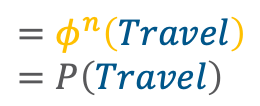 = ϕⁿ(Travel)
= P(Travel)